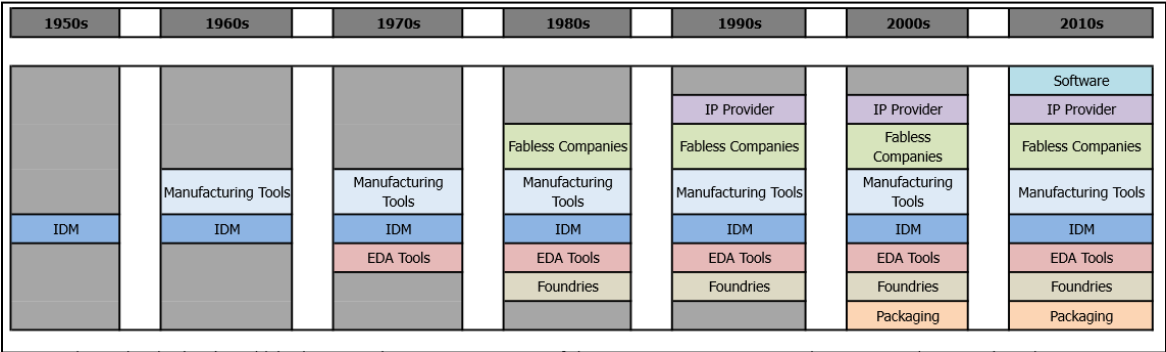 1950s 1960s 1970s 1980s 1990s 2000s 2010s
Software
IP Provider IP Provider IP Provider
Fabless Companies Fabless Companies Fabless Companies Fabless Companies
Manufacturing Tools Manufacturing Tools Manufacturing Tools Manufacturing Tools Manufacturing Tools Manufacturing Tools
IDM IDM IDM IDM IDM IDM IDM
EDA Tools EDA Tools EDA Tools EDA Tools EDA Tools
Foundries Foundries Foundries Foundries
Packaging Packaging